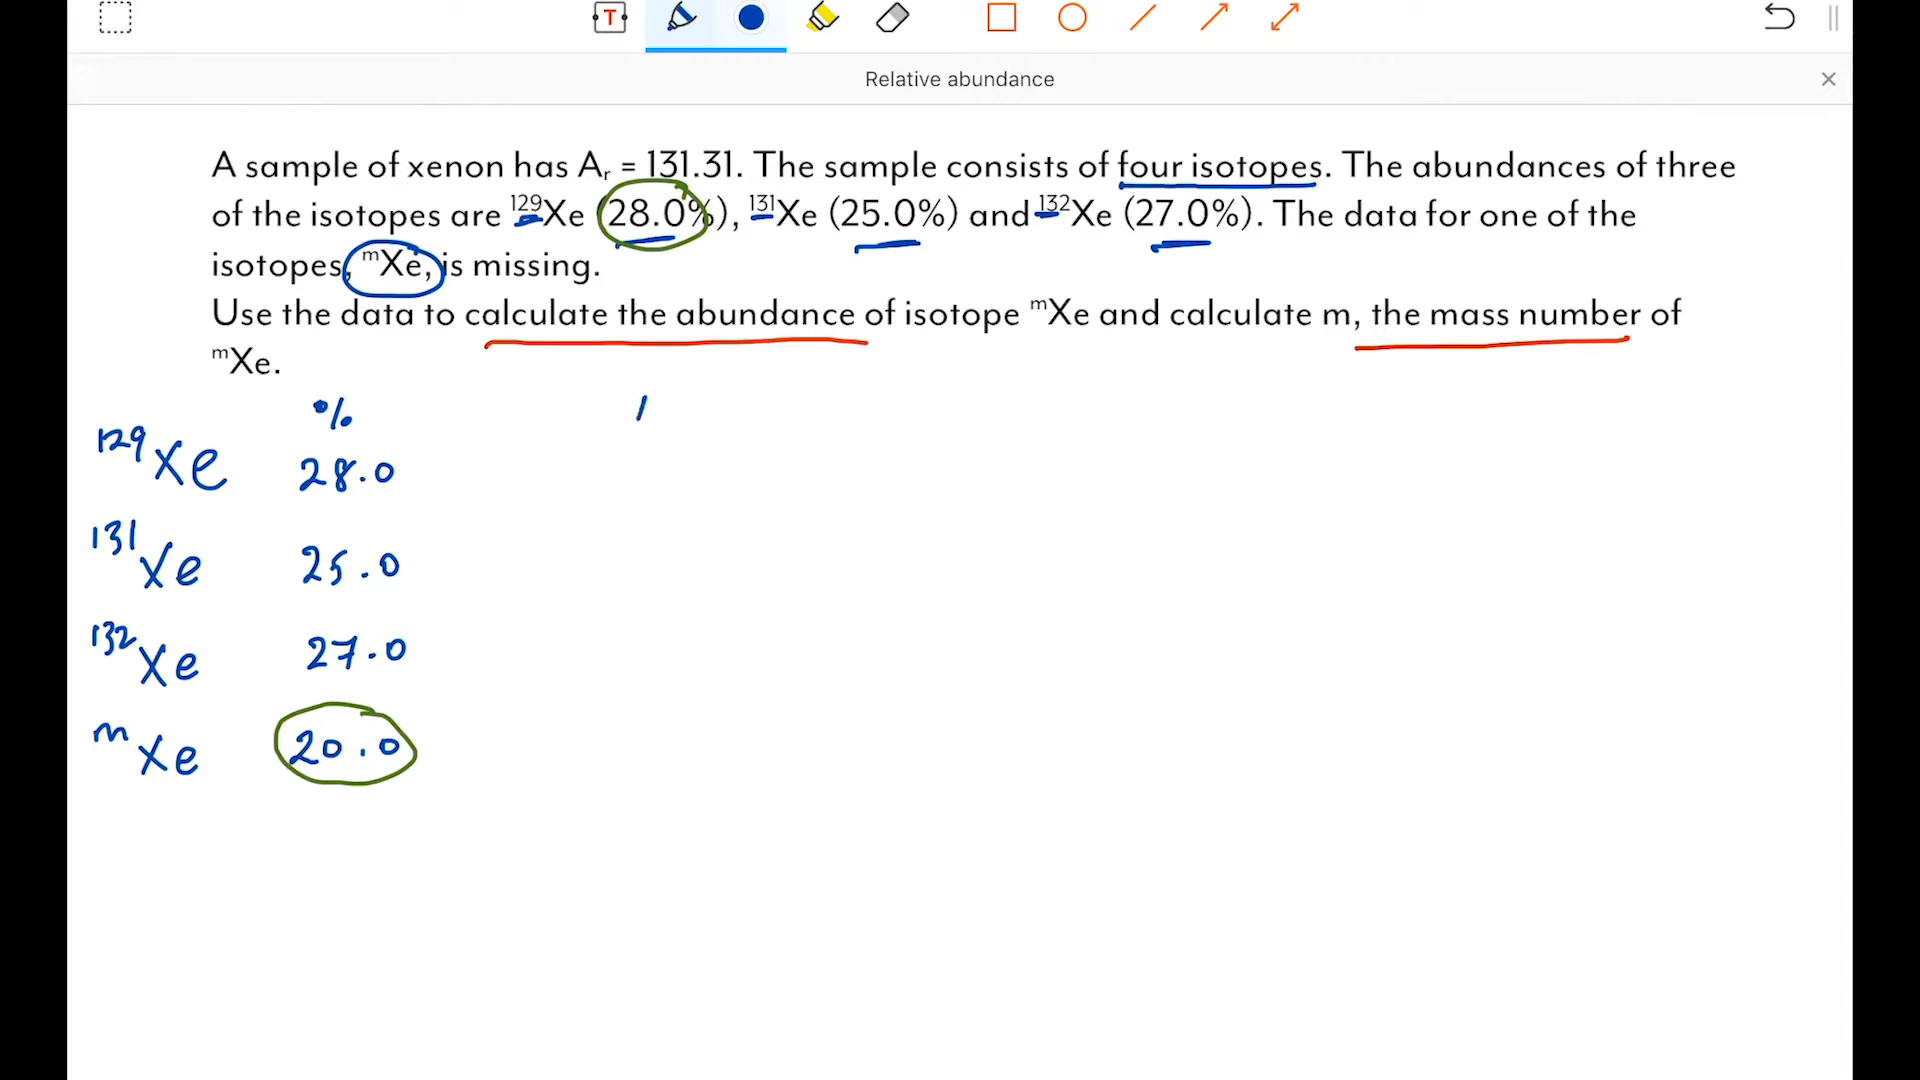 T
Relative abundance
A sample of xenon has Ar = 131.31. The sample consists of four isotopes. The abundances of three
of the isotopes are 129Xe (28.0%), 131Xe (25.0%) and 132Xe (27.0%). The data for one of the
isotopes, mXe, is missing.
Use the data to calculate the abundance of isotope mXe and calculate m, the mass number of
mXe.
%
129Xe 28.0
131Xe 25.0
132Xe 27.0
mXe 20.0